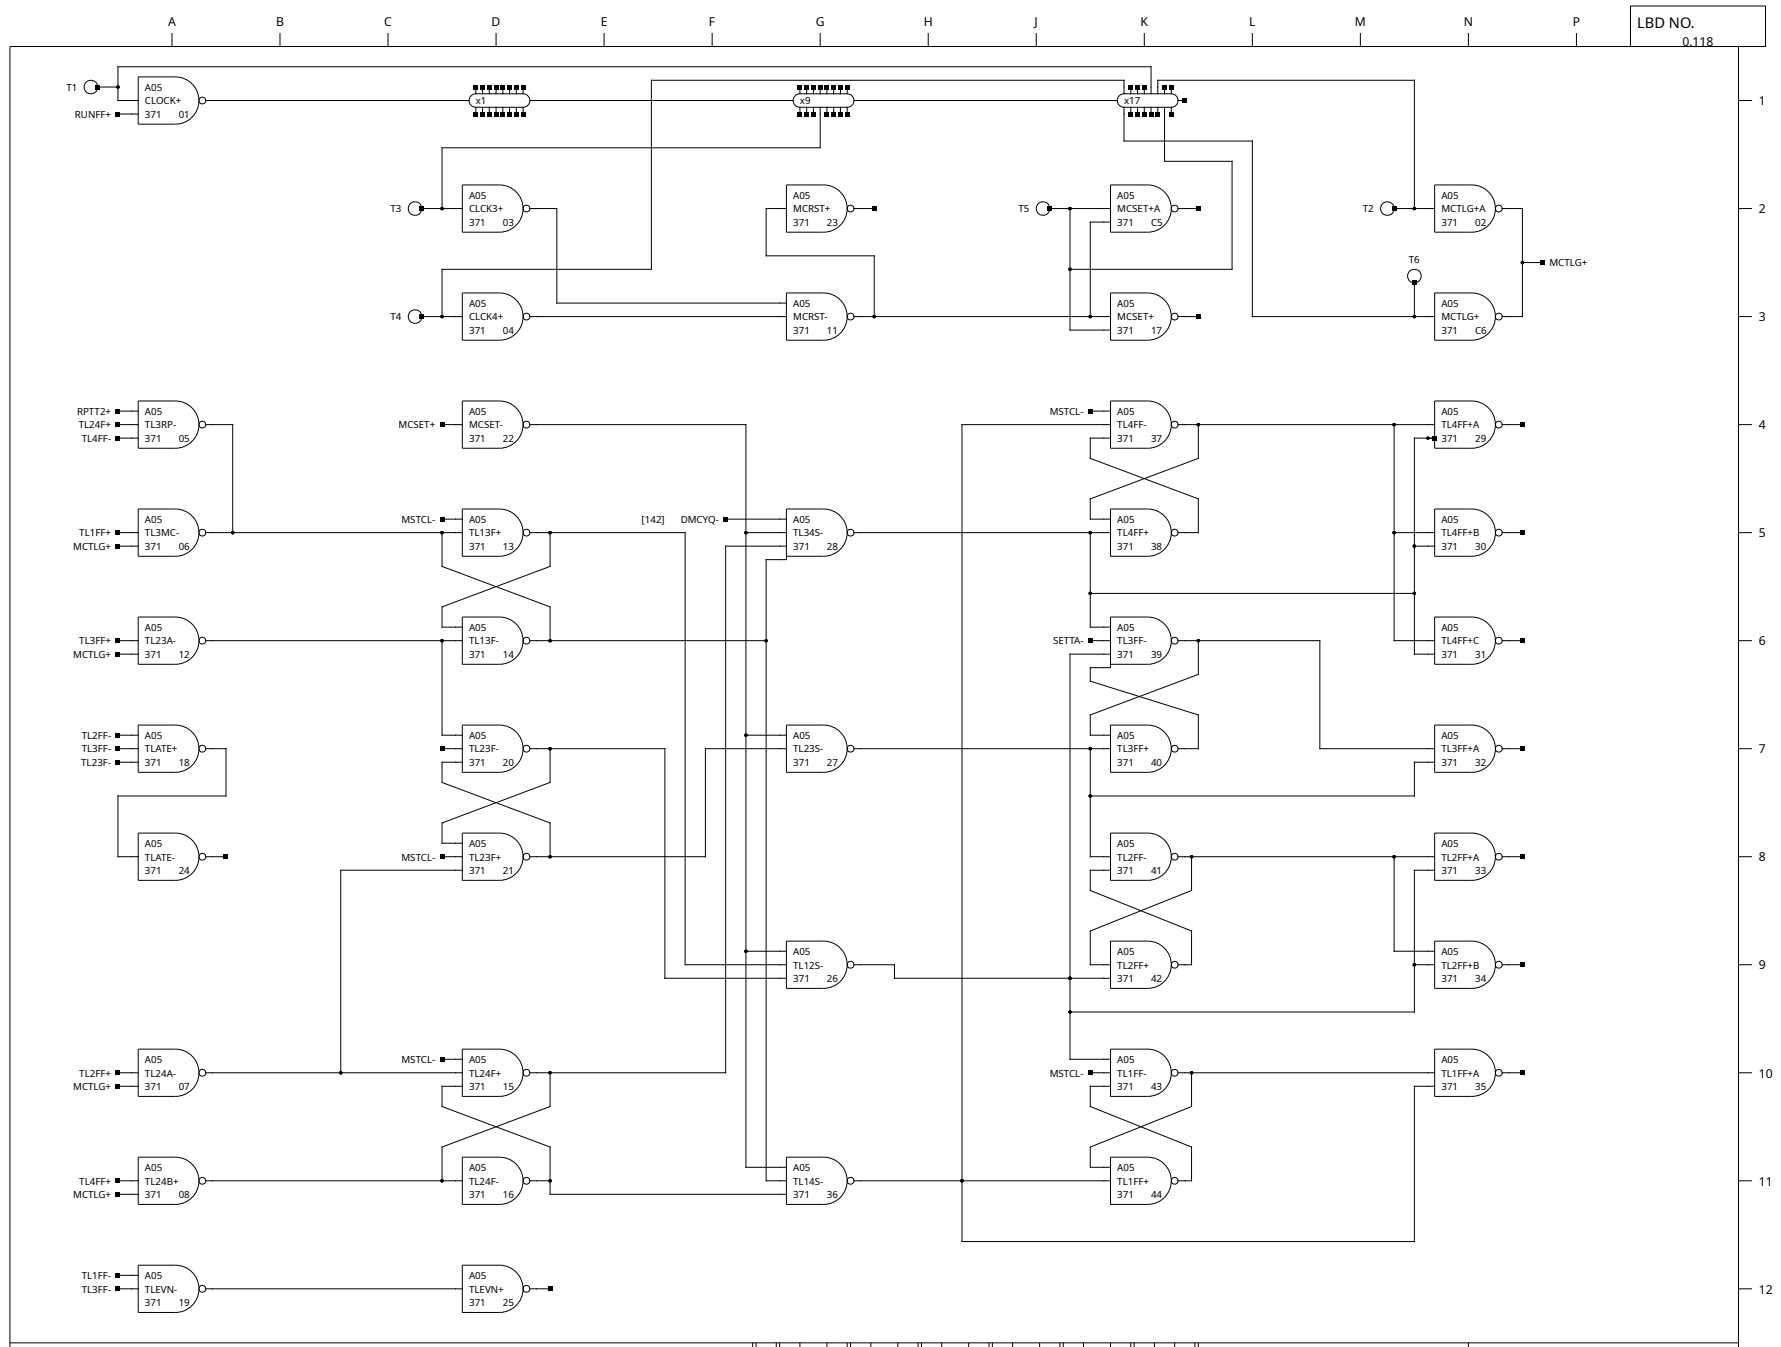 A B C D E F G H J K L M N P
LBD NO.
0.118
T1
RUNFF+
A05
CLOCK+
371 01
x1
x9
x17
1
T3
A05
CLCK3+
371 03
A05
MCRST+
371 23
T5
A05
MCSET+A
371 C5
T2
A05
MCTLG+A
371 02
2
T6
MCTLG+
T4
A05
CLCK4+
371 04
A05
MCRST-
371 11
A05
MCSET+
371 17
A05
MCTLG+
371 C6
3
RPTT2+
TL24F+
TL4FF-
A05
TL3RP-
371 05
MCSET+
A05
MCSET-
371 22
MSTCL-
A05
TL4FF-
371 37
A05
TL4FF+A
371 29
4
TL1FF+
MCTLG+
A05
TL3MC-
371 06
MSTCL-
A05
TL13F+
371 13
[142] DMCYQ-
A05
TL34S-
371 28
A05
TL4FF+
371 38
A05
TL4FF+B
371 30
5
TL3FF+
MCTLG+
A05
TL23A-
371 12
A05
TL13F-
371 14
SETTA-
A05
TL3FF-
371 39
A05
TL4FF+C
371 31
6
TL2FF-
TL3FF-
TL23F-
A05
TLATE+
371 18
A05
TL23F-
371 20
A05
TL23S-
371 27
A05
TL3FF+
371 40
A05
TL3FF+A
371 32
7
A05
TLATE-
371 24
MSTCL-
A05
TL23F+
371 21
A05
TL2FF-
371 41
A05
TL2FF+A
371 33
8
A05
TL12S-
371 26
A05
TL2FF+
371 42
A05
TL2FF+B
371 34
9
TL2FF+
MCTLG+
A05
TL24A-
371 07
MSTCL-
A05
TL24F+
371 15
MSTCL-
A05
TL1FF-
371 43
A05
TL1FF+A
371 35
10
TL4FF+
MCTLG+
A05
TL24B+
371 08
A05
TL24F-
371 16
A05
TL14S-
371 36
A05
TL1FF+
371 44
11
TL1FF-
TL3FF-
A05
TLEVN-
371 19
A05
TLEVN+
371 25
12